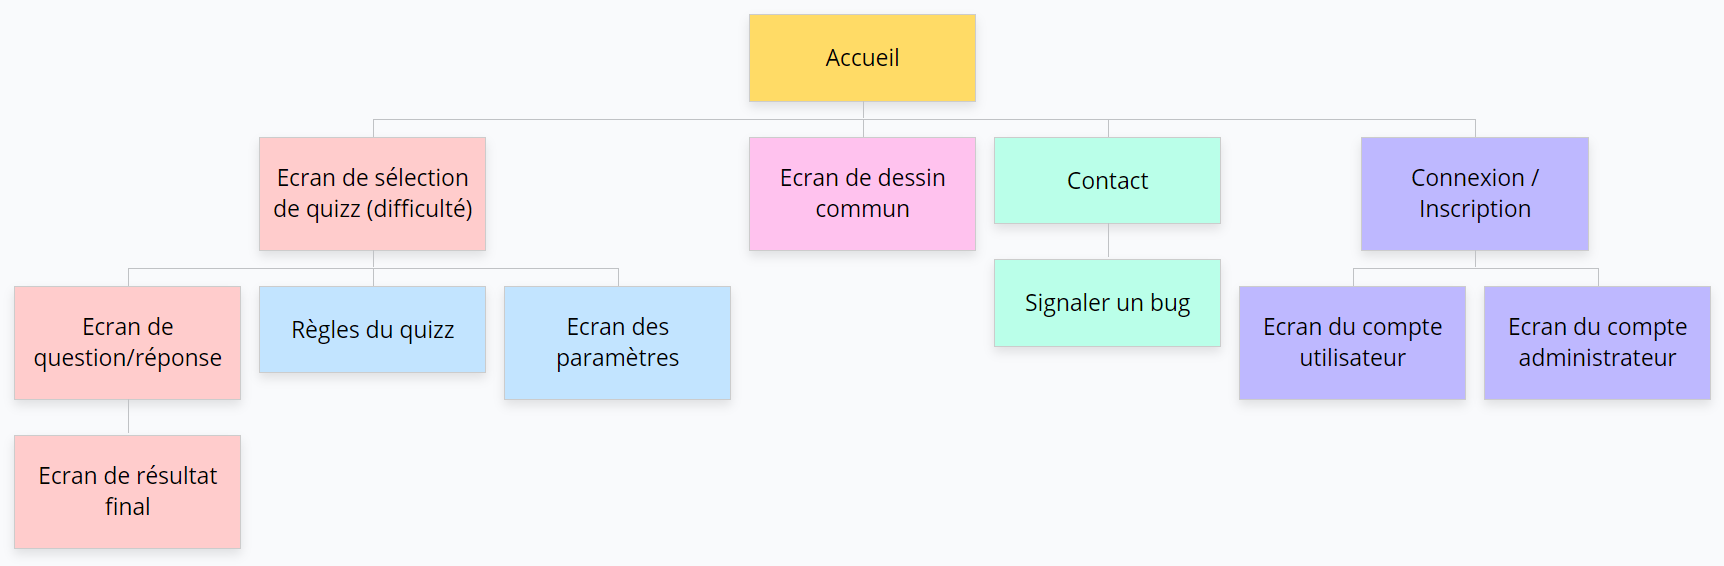 Accueil
Ecran de sélection
de quizz (difficulté)
Ecran de dessin
commun
Contact
Connexion /
Inscription
Ecran de
question/réponse
Règles du quizz
Ecran des
paramètres
Signaler un bug
Ecran du compte
utilisateur
Ecran du compte
administrateur
Ecran de résultat
final